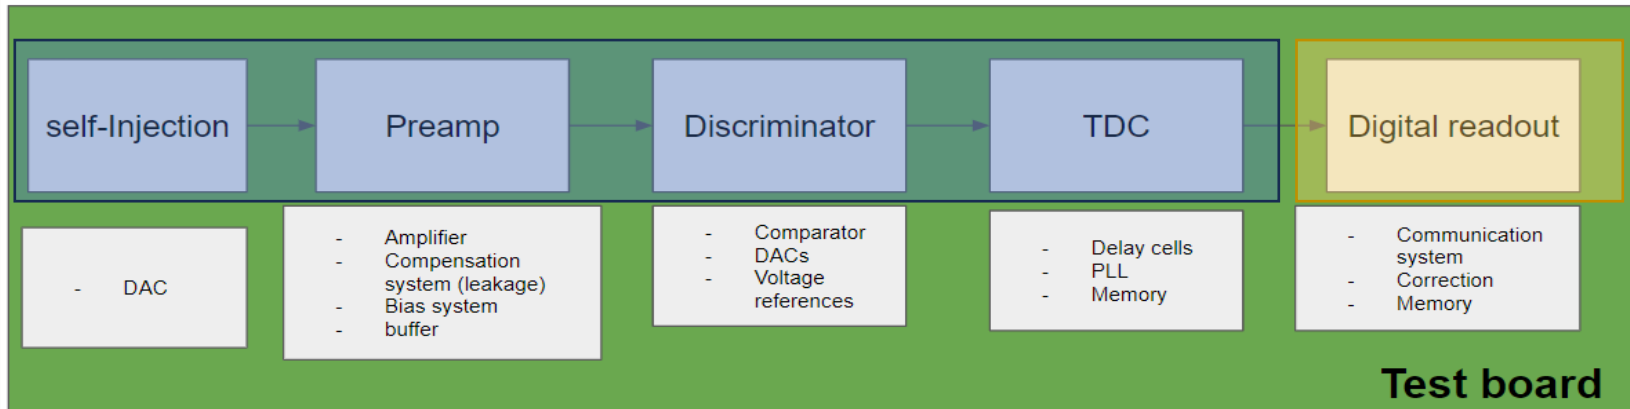 self-Injection
Preamp
Discriminator
TDC
Digital readout
- DAC
- Amplifier
- Compensation
system (leakage)
- Bias system
- buffer
- Comparator
- DACs
- Voltage
references
- Delay cells
- PLL
- Memory
- Communication
system
- Correction
- Memory
Test board